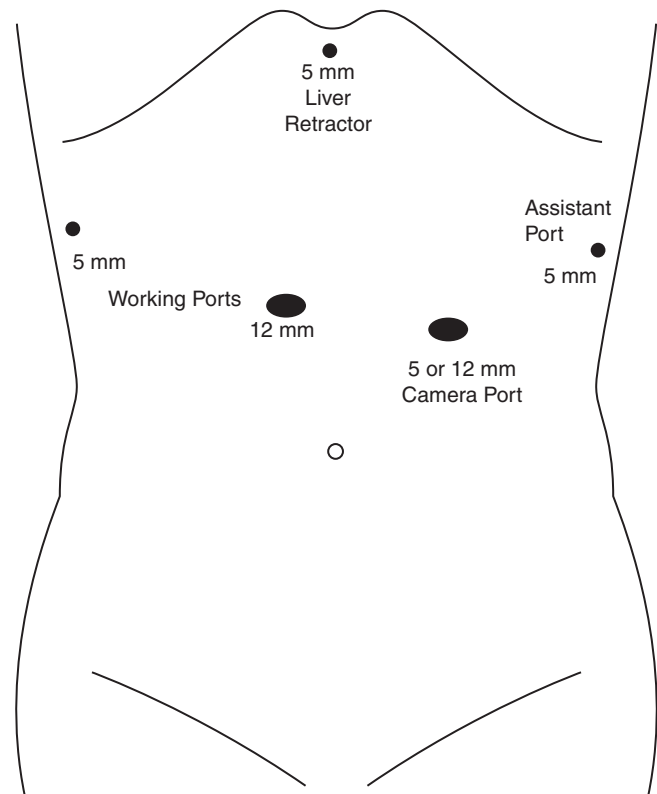 5 mm
Liver
Retractor
Assistant
Port
5 mm
5 mm
Working Ports
12 mm
5 or 12 mm
Camera Port